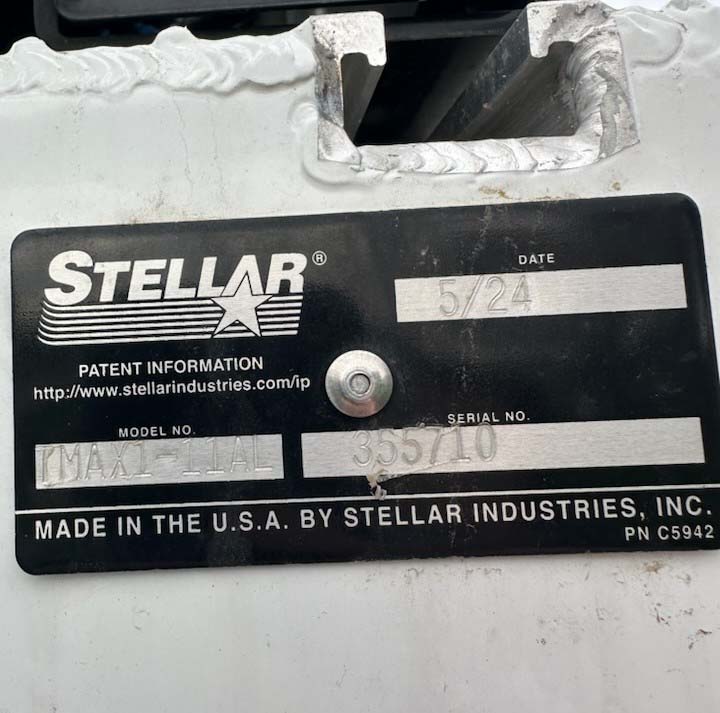 STELLAR®
DATE
5/24
PATENT INFORMATION
http://www.stellarindustries.com/ip
MODEL NO.
TMAX1-11AL
SERIAL NO.
355710
MADE IN THE U.S.A. BY STELLAR INDUSTRIES, INC.
PN C5942